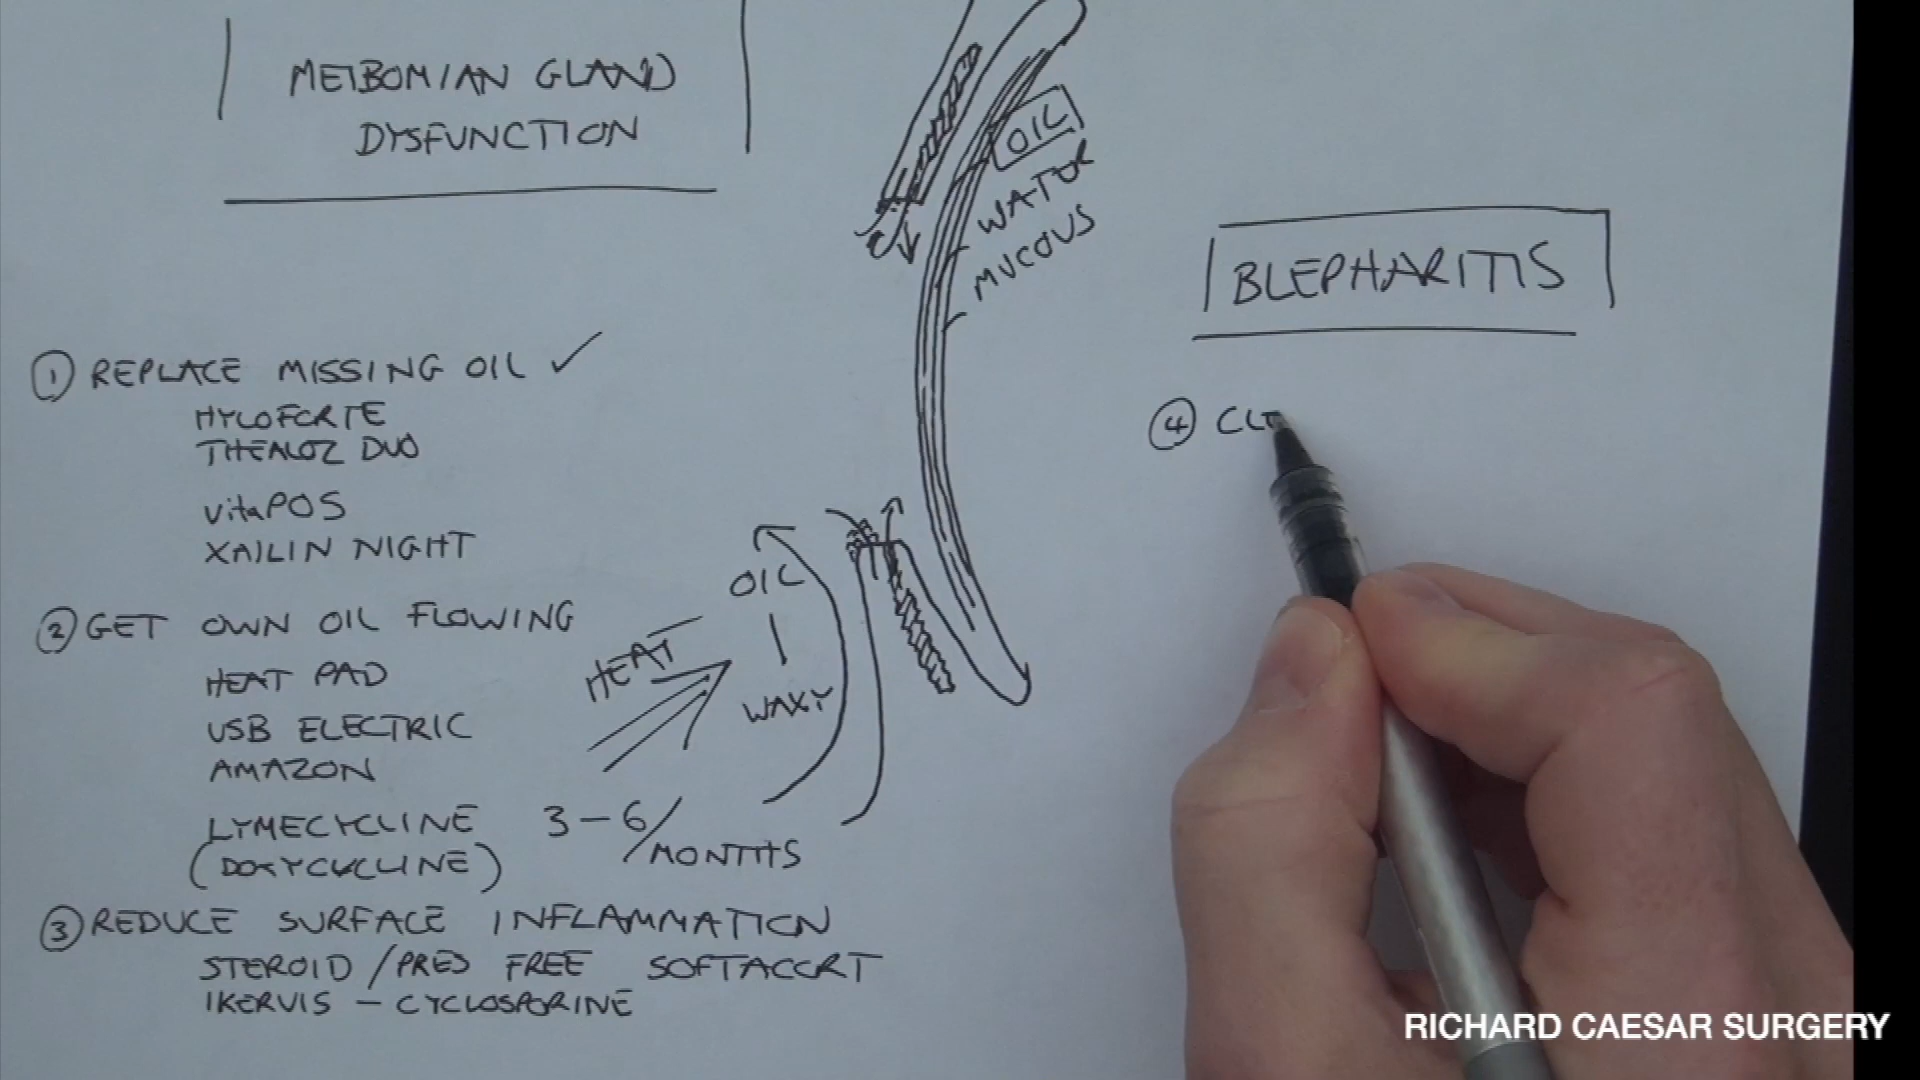 MEIBOMIAN GLAND
DYSFUNCTION
OIL
WATER
MUCOUS
BLEPHARITIS
① REPLACE MISSING OIL ✓
HYLOFORTE
THEALOZ DUO
vitaPOS
XAILIN NIGHT
② GET OWN OIL FLOWING
HEAT PAD
USB ELECTRIC
AMAZON
LYMECYCLINE 3-6/MONTHS
(DOXYCYCLINE)
HEAT
OIL
WAXY
③ REDUCE SURFACE INFLAMMATION
STEROID/PRES FREE SOFTACORT
IKERVIS - CYCLOSPORINE
④ CLE
RICHARD CAESAR SURGERY